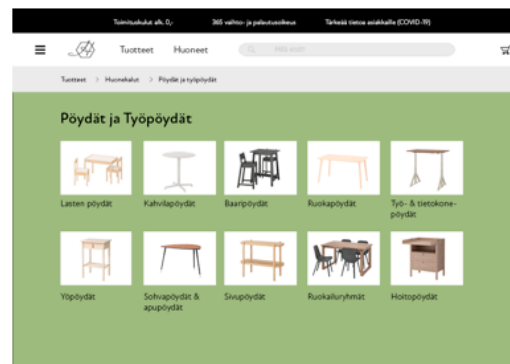 Toimituskulut alk. 0,-
365 vaihto- ja palautusoikeus
Tärkeää tietoa asiakkaille (COVID-19)
Tuotteet
Huoneet
Tuotteet > Huonekalut > Pöydät ja työpöydät
Pöydät ja Työpöydät
Lasten pöydät
Kahvilapöydät
Baaripöydät
Ruokapöydät
Työ- & tietokone-
pöydät
Yöpöydät
Sohvapöydät &
apupöydät
Sivupöydät
Ruokailuryhmät
Hoitopöydät